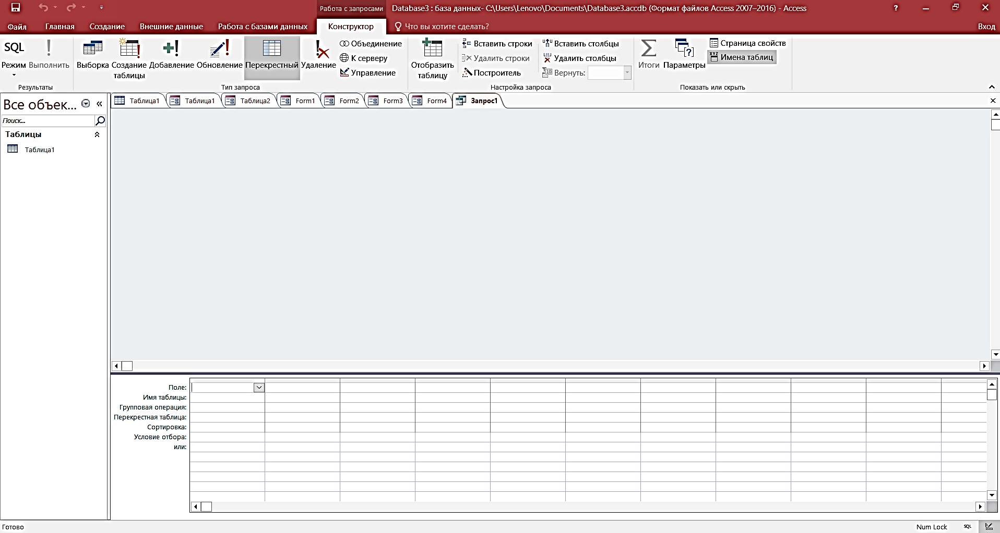 Работа с запросами
Database3 : база данных- C:\Users\Lenovo\Documents\Database3.accdb (Формат файлов Access 2007–2016) - Access
?
Файл Главная Создание Внешние данные Работа с базами данных Конструктор Что вы хотите сделать? Вход
SQL
Режим Выполнить
Результаты
Выборка Создание таблицы Добавление Обновление Перекрестный Удаление
Объединение
К серверу
Управление
Тип запроса
Отобразить таблицу
Вставить строки
Удалить строки
Построитель
Вставить столбцы
Удалить столбцы
Вернуть:
Настройка запроса
Итоги Параметры
Страница свойств
XYZ Имена таблиц
Показать или скрыть
Все объек...
Поиск...
Таблицы
Таблица1
Таблица1 Таблица1 Таблица2 Form1 Form2 Form3 Form4 Запрос1
Поле:
Имя таблицы:
Групповая операция:
Перекрестная таблица:
Сортировка:
Условие отбора:
или:
Готово
Num Lock SQL